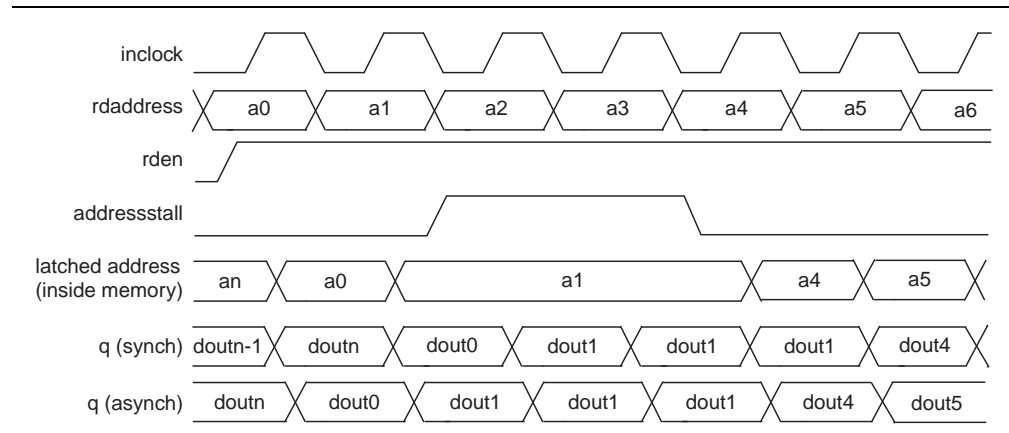 inclock
rdaddress a0 a1 a2 a3 a4 a5 a6
rden
addressstall
latched address
(inside memory) an a0 a1 a4 a5
q (synch) doutn-1 doutn dout0 dout1 dout1 dout1 dout4
q (asynch) doutn dout0 dout1 dout1 dout1 dout4 dout5